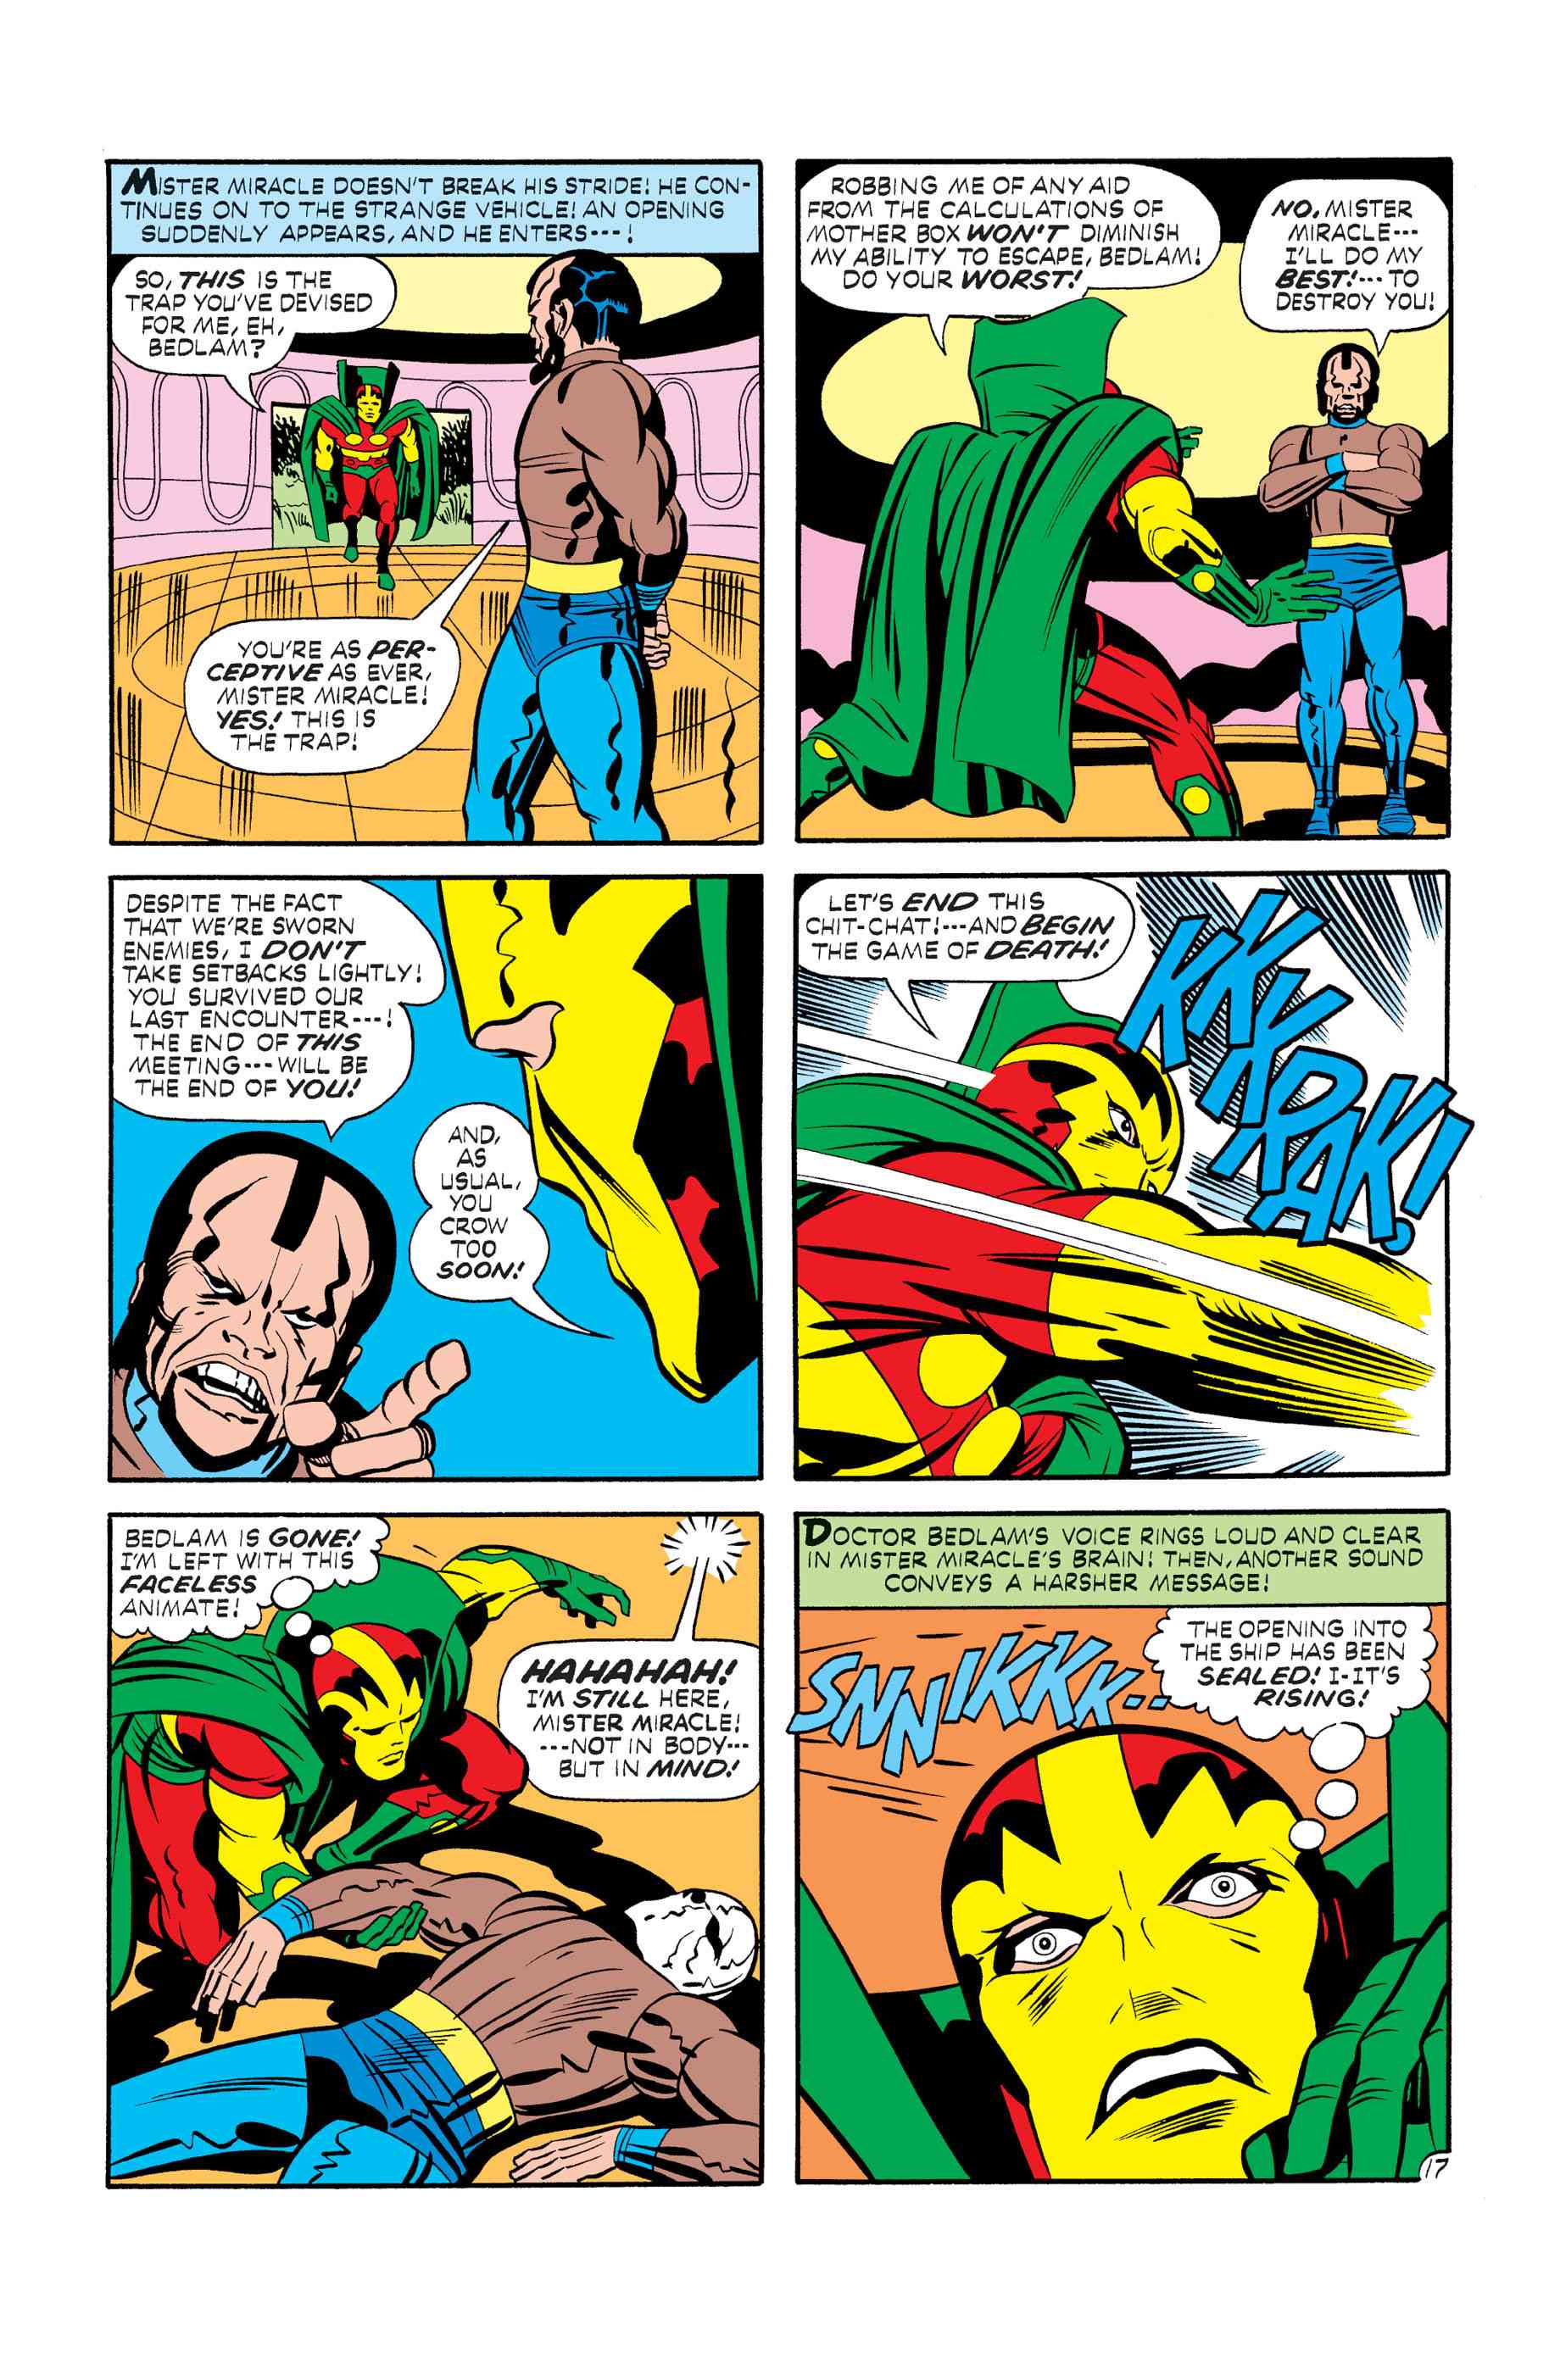 MISTER MIRACLE DOESN'T BREAK HIS STRIDE! HE CON-
TINUES ON TO THE STRANGE VEHICLE! AN OPENING
SUDDENLY APPEARS, AND HE ENTERS---!
SO, THIS IS THE
TRAP YOU'VE DEVISED
FOR ME, EH,
BEDLAM?
YOU'RE AS PER-
CEPTIVE AS EVER,
MISTER MIRACLE!
YES! THIS IS
THE TRAP!
ROBBING ME OF ANY AID
FROM THE CALCULATIONS OF
MOTHER BOX WON'T DIMINISH
MY ABILITY TO ESCAPE, BEDLAM!
DO YOUR WORST!
NO, MISTER
MIRACLE---
I'LL DO MY
BEST!--- TO
DESTROY YOU!
DESPITE THE FACT
THAT WE'RE SWORN
ENEMIES, I DON'T
TAKE SETBACKS LIGHTLY!
YOU SURVIVED OUR
LAST ENCOUNTER---!
THE END OF THIS
MEETING---WILL BE
THE END OF YOU!
AND,
AS
USUAL,
YOU
CROW
TOO
SOON!
LET'S END THIS
CHIT-CHAT!---AND BEGIN
THE GAME OF DEATH!
KKKKRAK!
BEDLAM IS GONE!
I'M LEFT WITH THIS
FACELESS
ANIMATE!
HAHAHAH!
I'M STILL HERE,
MISTER MIRACLE!
---NOT IN BODY---
BUT IN MIND!
DOCTOR BEDLAM'S VOICE RINGS LOUD AND CLEAR
IN MISTER MIRACLE'S BRAIN! THEN, ANOTHER SOUND
CONVEYS A HARSHER MESSAGE!
SNNIKKK--
THE OPENING INTO
THE SHIP HAS BEEN
SEALED! I-IT'S
RISING!
17